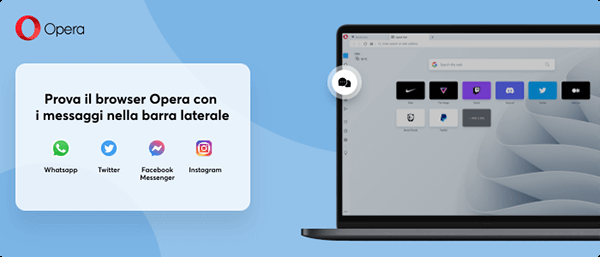 Opera
Prova il browser Opera con
i messaggi nella barra laterale
Whatsapp
Twitter
Facebook
Messenger
Instagram